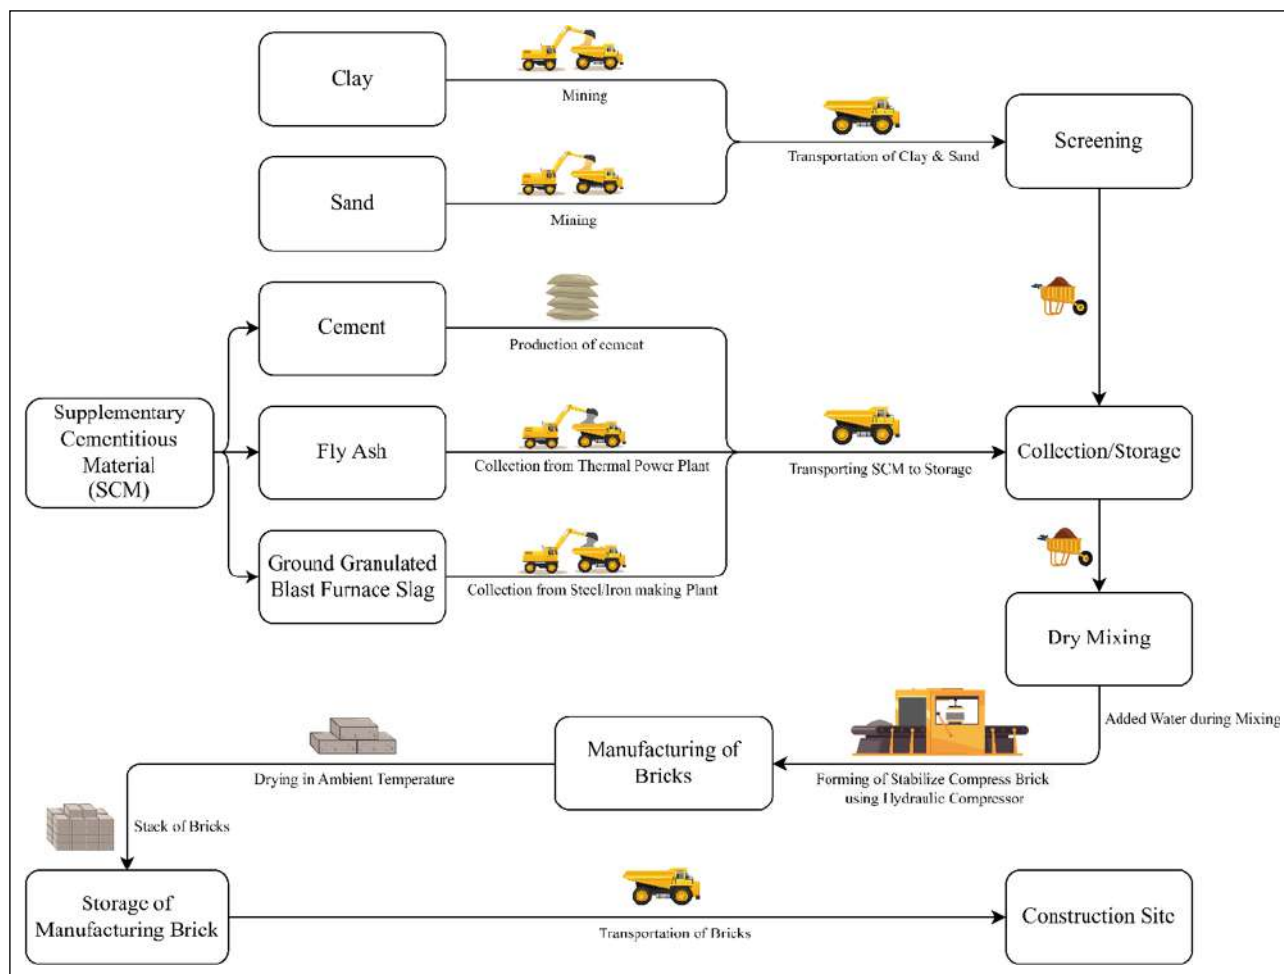 Clay
Mining
Transportation of Clay & Sand
Screening
Sand
Mining
Cement
Production of cement
Supplementary
Cementitious
Material
(SCM)
Fly Ash
Collection from Thermal Power Plant
Transporting SCM to Storage
Collection/Storage
Ground Granulated
Blast Furnace Slag
Collection from Steel/Iron making Plant
Dry Mixing
Added Water during Mixing
Manufacturing of
Bricks
Forming of Stabilize Compress Brick
using Hydraulic Compressor
Drying in Ambient Temperature
Stack of Bricks
Storage of
Manufacturing Brick
Transportation of Bricks
Construction Site